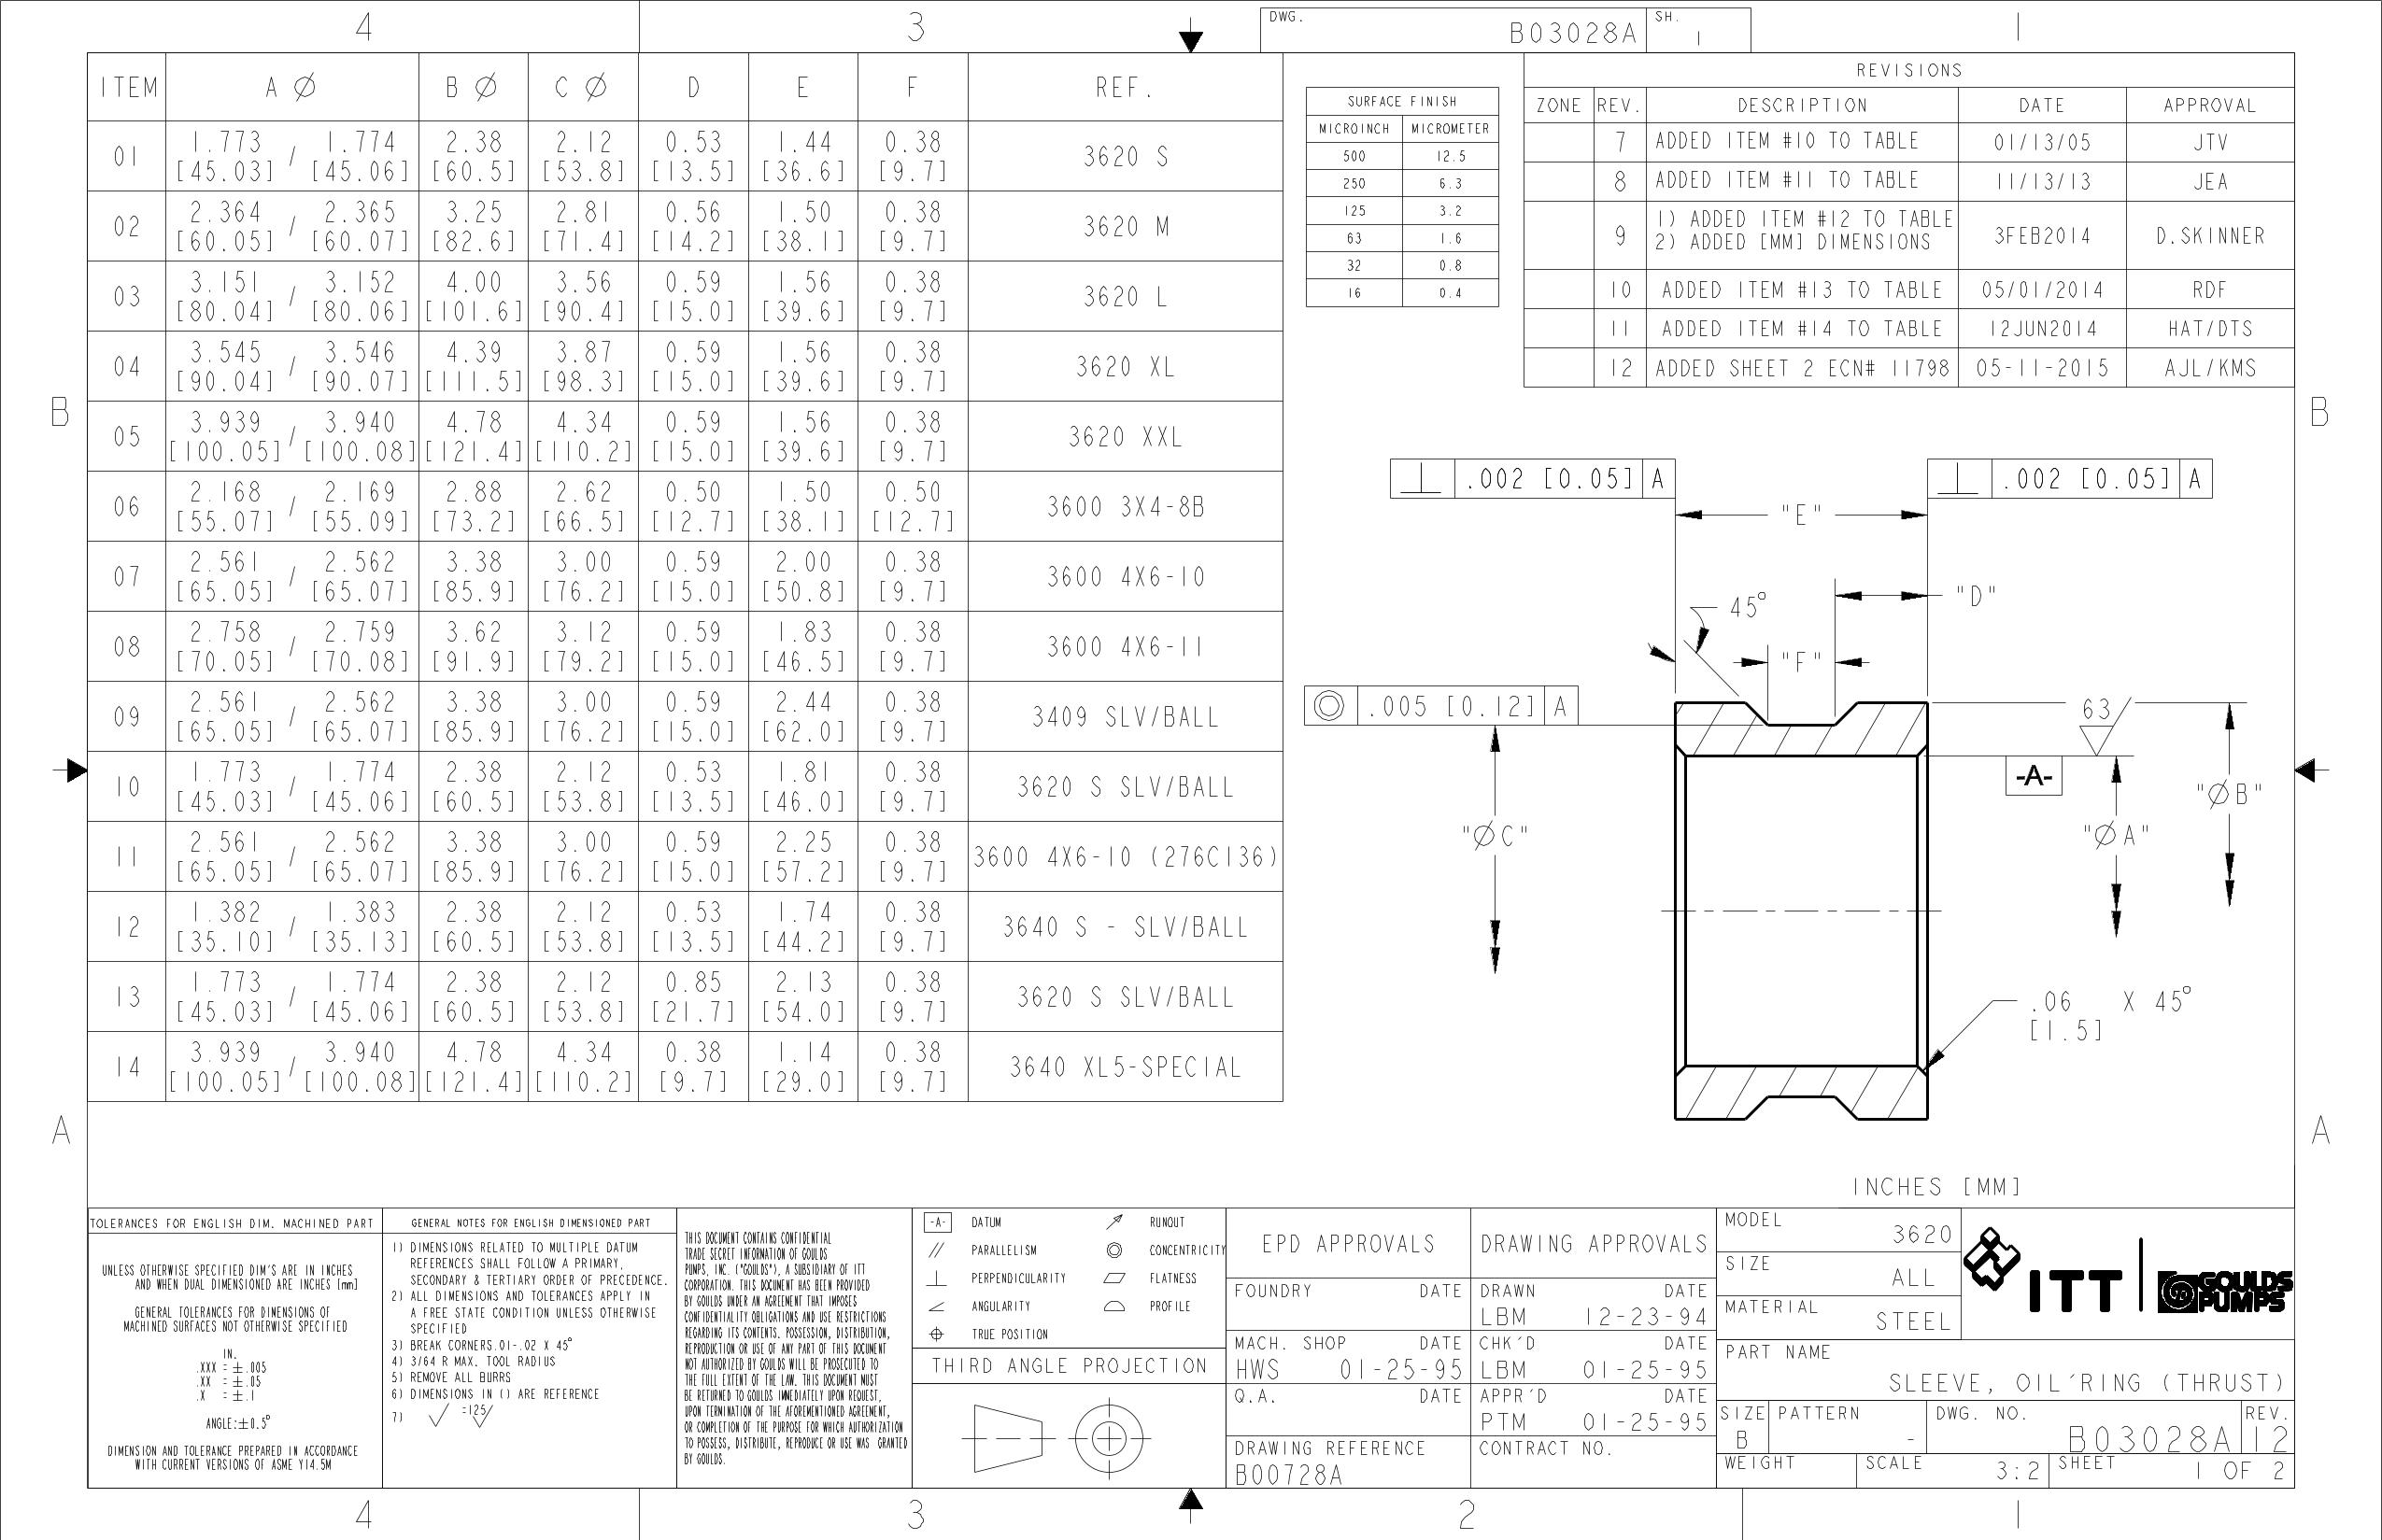 4
3
DWG.
B03028A
SH.
1
1
ITEM A Ø B Ø C Ø D E F REF.
01 1.773 / 1.774 2.38 2.12 0.53 1.44 0.38 3620 S
[45.03] [45.06] [60.5] [53.8] [13.5] [36.6] [9.7]
02 2.364 / 2.365 3.25 2.81 0.56 1.50 0.38 3620 M
[60.05] [60.07] [82.6] [71.4] [14.2] [38.1] [9.7]
03 3.151 / 3.152 4.00 3.56 0.59 1.56 0.38 3620 L
[80.04] [80.06] [101.6] [90.4] [15.0] [39.6] [9.7]
04 3.545 / 3.546 4.39 3.87 0.59 1.56 0.38 3620 XL
[90.04] [90.07] [111.5] [98.3] [15.0] [39.6] [9.7]
05 3.939 / 3.940 4.78 4.34 0.59 1.56 0.38 3620 XXL
[100.05] [100.08] [121.4] [110.2] [15.0] [39.6] [9.7]
06 2.168 / 2.169 2.88 2.62 0.50 1.50 0.50 3600 3X4-8B
[55.07] [55.09] [73.2] [66.5] [12.7] [38.1] [12.7]
07 2.561 / 2.562 3.38 3.00 0.59 2.00 0.38 3600 4X6-10
[65.05] [65.07] [85.9] [76.2] [15.0] [50.8] [9.7]
08 2.758 / 2.759 3.62 3.12 0.59 1.83 0.38 3600 4X6-11
[70.05] [70.08] [91.9] [79.2] [15.0] [46.5] [9.7]
09 2.561 / 2.562 3.38 3.00 0.59 2.44 0.38 3409 SLV/BALL
[65.05] [65.07] [85.9] [76.2] [15.0] [62.0] [9.7]
10 1.773 / 1.774 2.38 2.12 0.53 1.81 0.38 3620 S SLV/BALL
[45.03] [45.06] [60.5] [53.8] [13.5] [46.0] [9.7]
11 2.561 / 2.562 3.38 3.00 0.59 2.25 0.38 3600 4X6-10 (276C136)
[65.05] [65.07] [85.9] [76.2] [15.0] [57.2] [9.7]
12 1.382 / 1.383 2.38 2.12 0.53 1.74 0.38 3640 S - SLV/BALL
[35.10] [35.13] [60.5] [53.8] [13.5] [44.2] [9.7]
13 1.773 / 1.774 2.38 2.12 0.85 2.13 0.38 3620 S SLV/BALL
[45.03] [45.06] [60.5] [53.8] [21.7] [54.0] [9.7]
14 3.939 / 3.940 4.78 4.34 0.38 1.14 0.38 3640 XL5-SPECIAL
[100.05] [100.08] [121.4] [110.2] [9.7] [29.0] [9.7]
SURFACE FINISH
MICROINCH MICROMETER
500 12.5
250 6.3
125 3.2
63 1.6
32 0.8
16 0.4
REVISIONS
ZONE REV. DESCRIPTION DATE APPROVAL
7 ADDED ITEM #10 TO TABLE 01/13/05 JTV
8 ADDED ITEM #11 TO TABLE 11/13/13 JEA
9 1) ADDED ITEM #12 TO TABLE 3FEB2014 D.SKINNER
2) ADDED [MM] DIMENSIONS
10 ADDED ITEM #13 TO TABLE 05/01/2014 RDF
11 ADDED ITEM #14 TO TABLE 12JUN2014 HAT/DTS
12 ADDED SHEET 2 ECN# 11798 05-11-2015 AJL/KMS
B
B
⊥ .002 [0.05] A
⊥ .002 [0.05] A
"E"
"D"
45°
"F"
◎ .005 [0.12] A
63
-A-
"ØB"
"ØC"
"ØA"
.06 X 45°
[1.5]
A
A
INCHES [MM]
TOLERANCES FOR ENGLISH DIM. MACHINED PART
UNLESS OTHERWISE SPECIFIED DIM'S ARE IN INCHES
AND WHEN DUAL DIMENSIONED ARE INCHES [mm]
GENERAL TOLERANCES FOR DIMENSIONS OF
MACHINED SURFACES NOT OTHERWISE SPECIFIED
IN.
.XXX = ±.005
.XX = ±.05
.X = ±.1
ANGLE:±0.5°
DIMENSION AND TOLERANCE PREPARED IN ACCORDANCE
WITH CURRENT VERSIONS OF ASME Y14.5M
GENERAL NOTES FOR ENGLISH DIMENSIONED PART
1) DIMENSIONS RELATED TO MULTIPLE DATUM
REFERENCES SHALL FOLLOW A PRIMARY,
SECONDARY & TERTIARY ORDER OF PRECEDENCE.
2) ALL DIMENSIONS AND TOLERANCES APPLY IN
A FREE STATE CONDITION UNLESS OTHERWISE
SPECIFIED
3) BREAK CORNERS.01-.02 X 45°
4) 3/64 R MAX. TOOL RADIUS
5) REMOVE ALL BURRS
6) DIMENSIONS IN () ARE REFERENCE
7) √ =125/
THIS DOCUMENT CONTAINS CONFIDENTIAL
TRADE SECRET INFORMATION OF GOULDS
PUMPS, INC. ("GOULDS"), A SUBSIDIARY OF ITT
CORPORATION. THIS DOCUMENT HAS BEEN PROVIDED
BY GOULDS UNDER AN AGREEMENT THAT IMPOSES
CONFIDENTIALITY OBLIGATIONS AND USE RESTRICTIONS
REGARDING ITS CONTENTS. POSSESSION, DISTRIBUTION,
REPRODUCTION OR USE OF ANY PART OF THIS DOCUMENT
NOT AUTHORIZED BY GOULDS WILL BE PROSECUTED TO
THE FULL EXTENT OF THE LAW. THIS DOCUMENT MUST
BE RETURNED TO GOULDS IMMEDIATELY UPON REQUEST,
UPON TERMINATION OF THE AFOREMENTIONED AGREEMENT,
OR COMPLETION OF THE PURPOSE FOR WHICH AUTHORIZATION
TO POSSESS, DISTRIBUTE, REPRODUCE OR USE WAS GRANTED
BY GOULDS.
-A- DATUM
PARALLELISM
PERPENDICULARITY
ANGULARITY
TRUE POSITION
RUNOUT
CONCENTRICITY
FLATNESS
PROFILE
THIRD ANGLE PROJECTION
EPD APPROVALS
FOUNDRY DATE
MACH. SHOP DATE
HWS 01-25-95
Q.A. DATE
DRAWING REFERENCE
B00728A
DRAWING APPROVALS
DRAWN DATE
LBM 12-23-94
CHK'D DATE
LBM 01-25-95
APPR'D DATE
PTM 01-25-95
CONTRACT NO.
MODEL
3620
SIZE
ALL
MATERIAL
STEEL
ITT
GOULDS
PUMPS
PART NAME
SLEEVE, OIL'RING (THRUST)
SIZE PATTERN DWG. NO. REV.
B - B03028A 12
WEIGHT SCALE 3:2 SHEET 1 OF 2
4
3
2
1